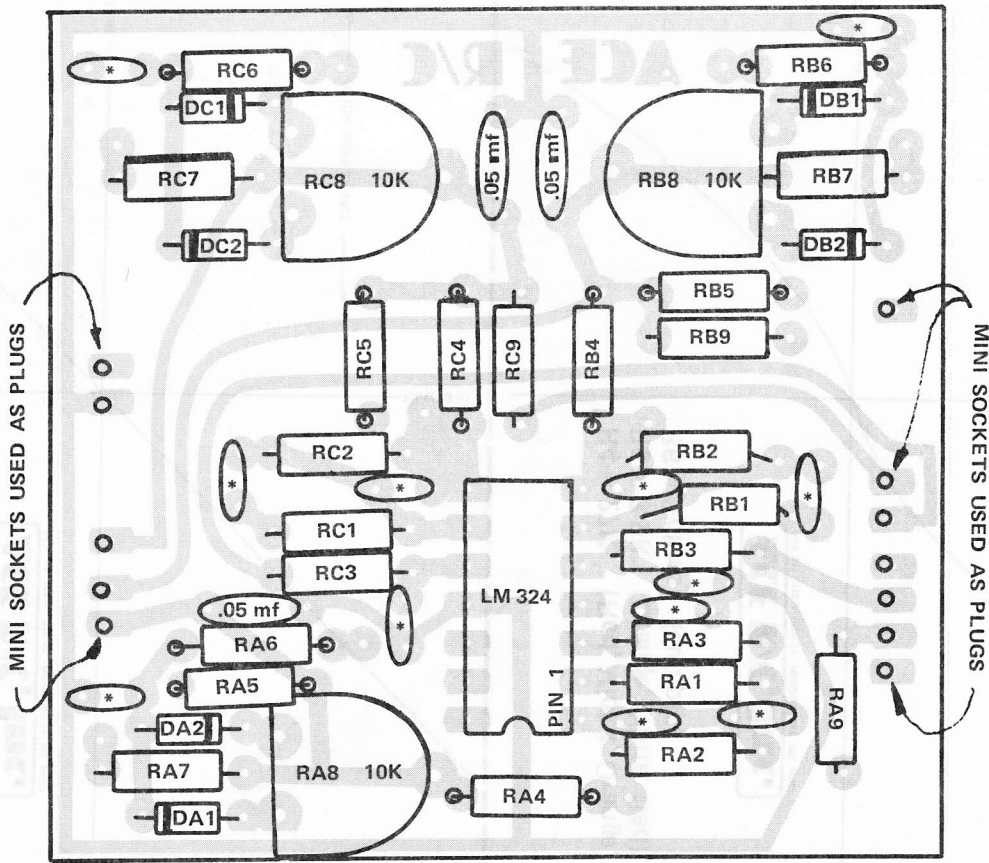 *
ACE R/C
*
RC6
RB6
DC1
DB1
.05 mf
.05 mf
RC7
RC8 10K
RB8 10K
RB7
DC2
DB2
RB5
RB9
RC5
RC4
RC9
RB4
MINI SOCKETS USED AS PLUGS
MINI SOCKETS USED AS PLUGS
RC2
RB2
*
*
*
*
RB1
RC1
RB3
RC3
LM 324
*
.05 mf
*
*
RA6
RA3
RA5
RA1
*
PIN 1
RA9
*
*
DA2
RA2
RA7
RA8 10K
RA4
DA1